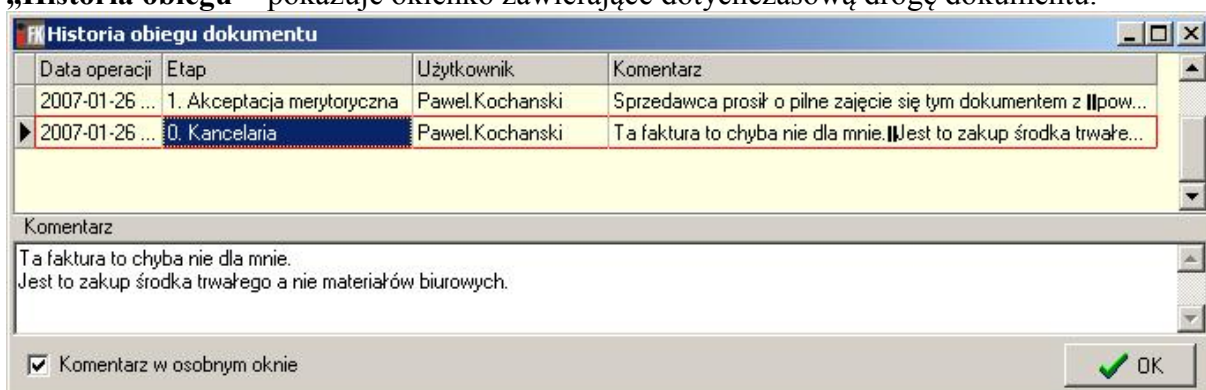 „Historia obiegu” – pokazuje okienko zawierające dotychczasową drogę dokumentu.
FK Historia obiegu dokumentu
Data operacji Etap Użytkownik Komentarz
2007-01-26 ... 1. Akceptacja merytoryczna Pawel.Kochanski Sprzedawca prosił o pilne zajęcie się tym dokumentem z ||pow...
2007-01-26 ... 0. Kancelaria Pawel.Kochanski Ta faktura to chyba nie dla mnie.||Jest to zakup środka trwałe...
Komentarz
Ta faktura to chyba nie dla mnie.
Jest to zakup środka trwałego a nie materiałów biurowych.
Komentarz w osobnym oknie OK